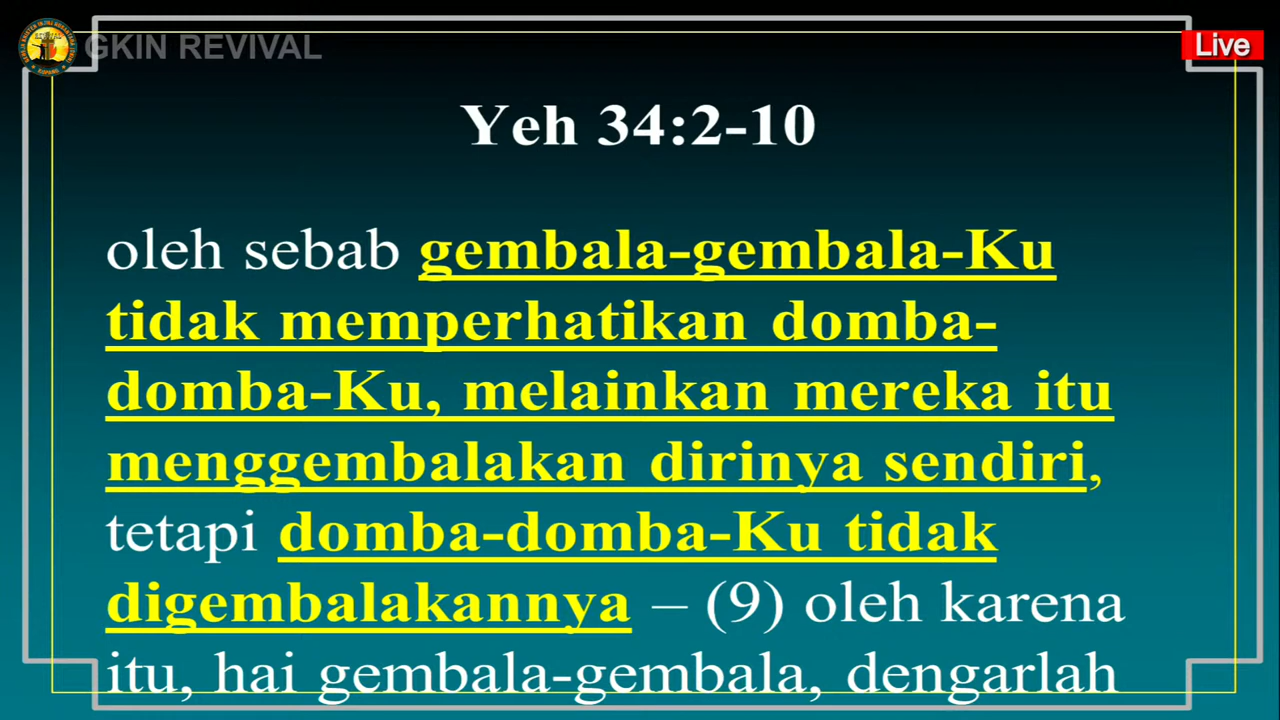 GKIN REVIVAL
Live
Yeh 34:2-10
oleh sebab gembala-gembala-Ku
tidak memperhatikan domba-
domba-Ku, melainkan mereka itu
menggembalakan dirinya sendiri,
tetapi domba-domba-Ku tidak
digembalakannya – (9) oleh karena
itu, hai gembala-gembala, dengarlah